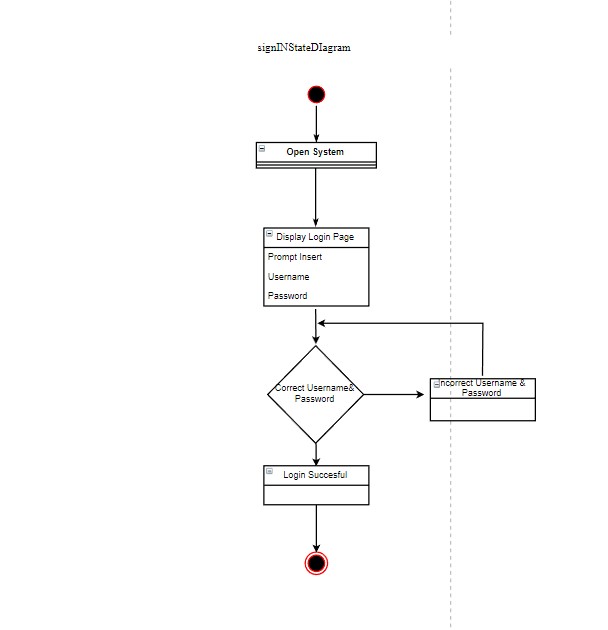 signINStateDIagram
Open System
Display Login Page
Prompt Insert
Username
Password
Correct Username&
Password
Incorrect Username &
Password
Login Succesful